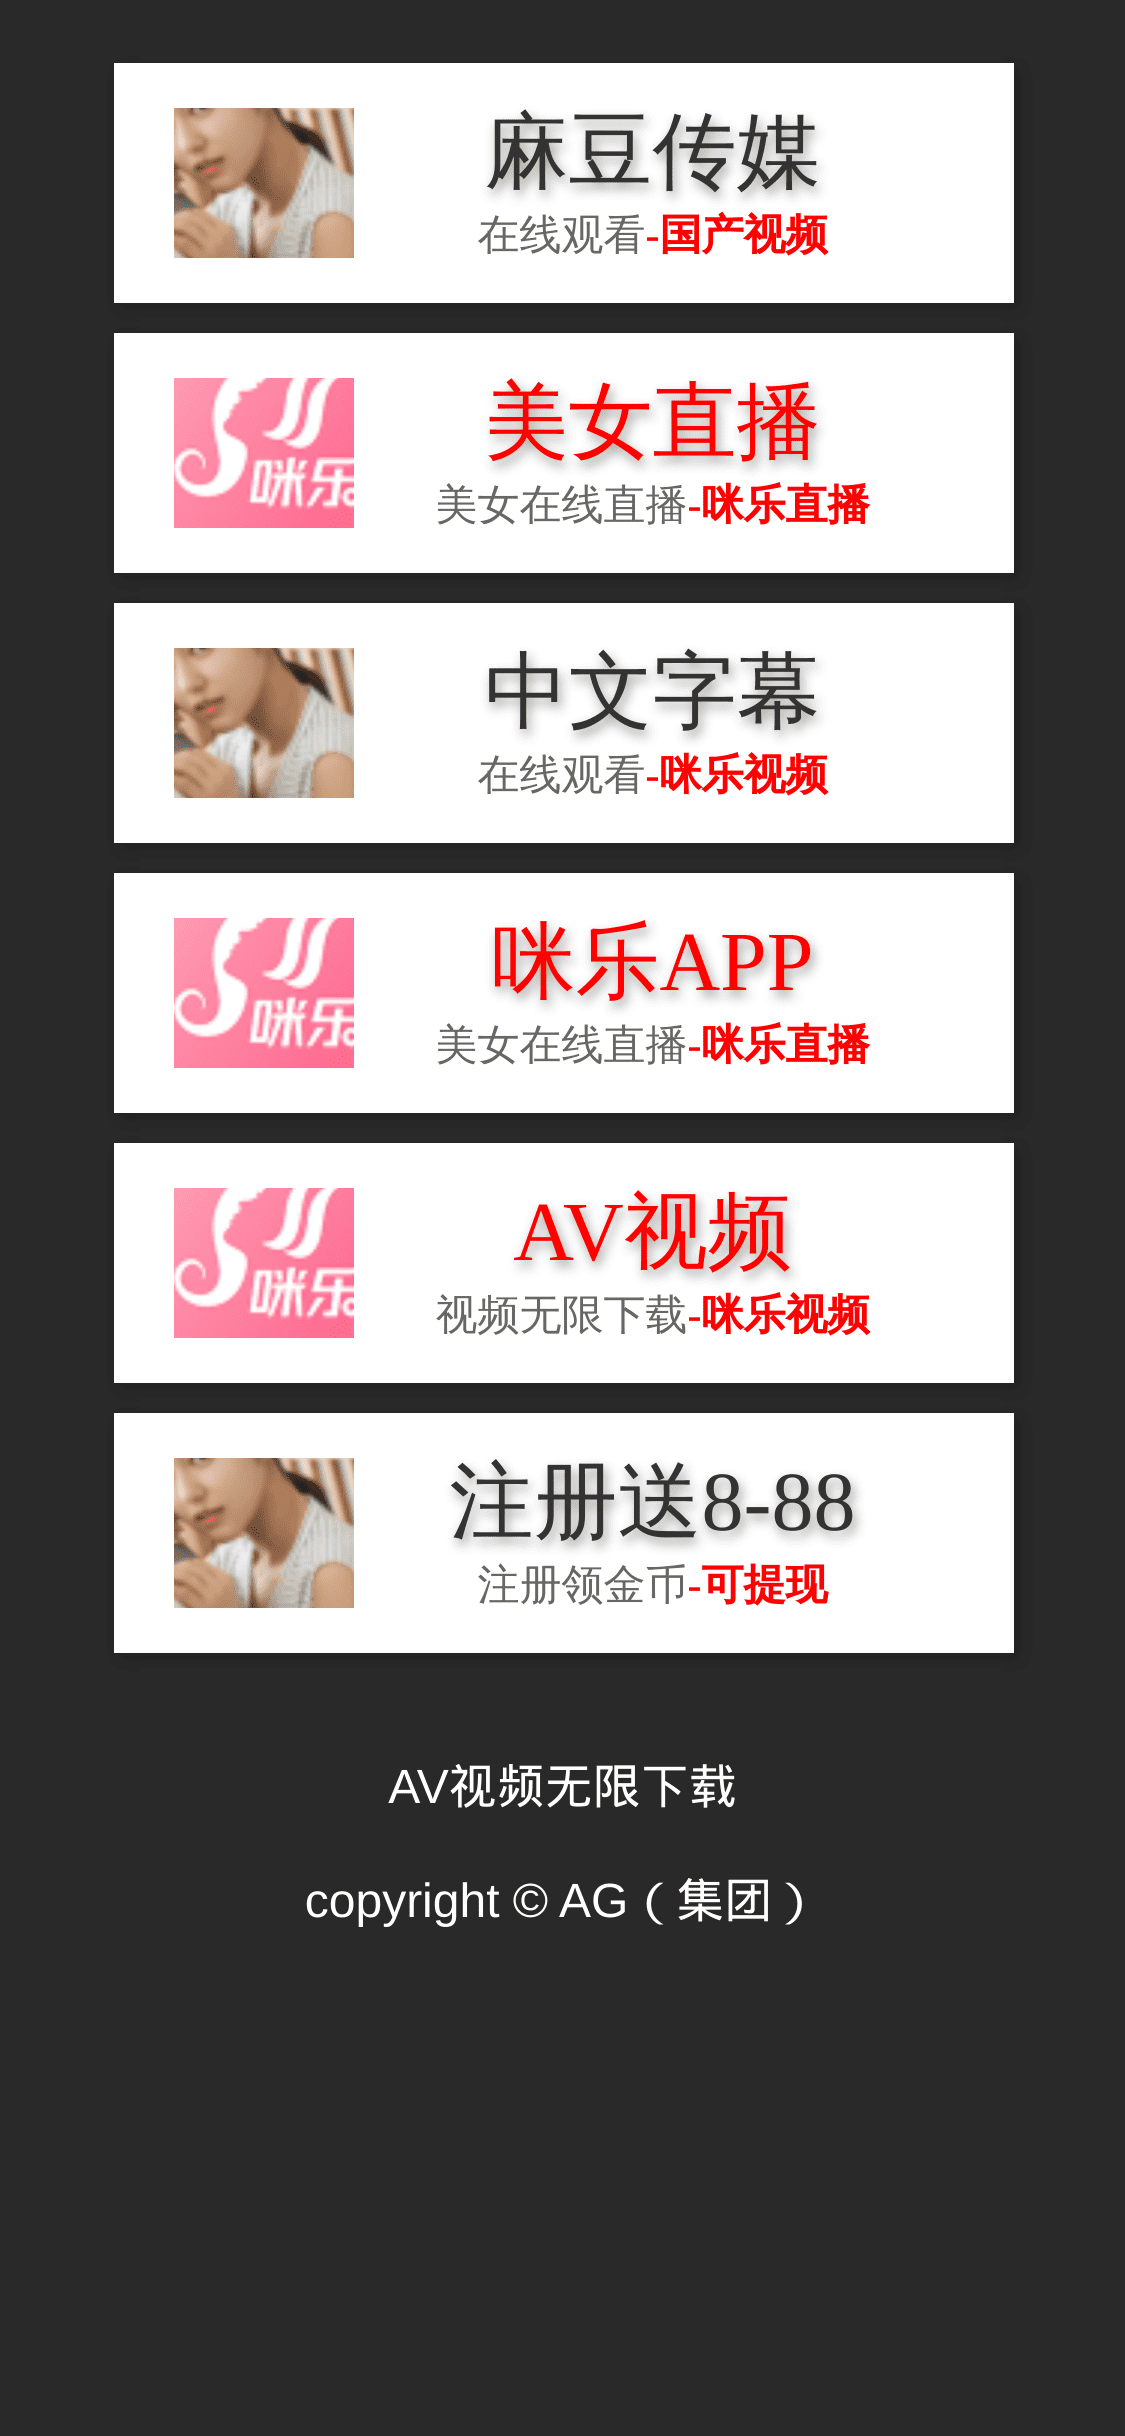 麻豆传媒
在线观看-国产视频
咪乐
美女直播
美女在线直播-咪乐直播
中文字幕
在线观看-咪乐视频
咪乐
咪乐APP
美女在线直播-咪乐直播
咪乐
AV视频
视频无限下载-咪乐视频
注册送8-88
注册领金币-可提现
AV视频无限下载
copyright © AG（集团）